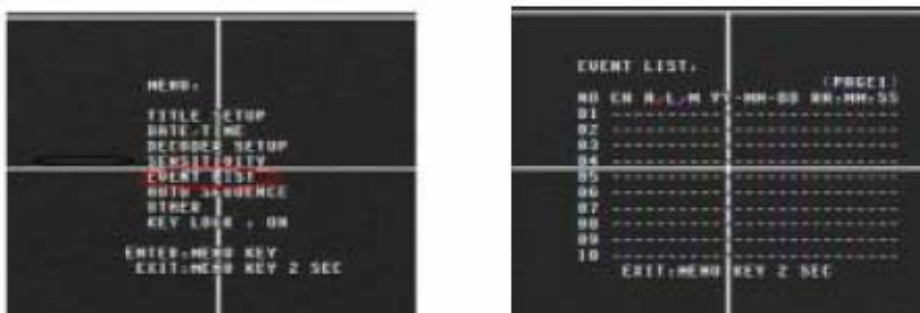 MENU:
TITLE SETUP
DATE/TIME
DECODER SETUP
SENSITIVITY
EVENT LIST
AUTO SEQUENCE
OTHER
KEY LOCK : ON
ENTER:MENU KEY
EXIT:MENU KEY 2 SEC
EVENT LIST:
(PAGE1)
NO CH A/L/M YY-MM-DD HH:MM:SS
01 ------------------------------
02 ------------------------------
03 ------------------------------
04 ------------------------------
05 ------------------------------
06 ------------------------------
07 ------------------------------
08 ------------------------------
09 ------------------------------
10 ------------------------------
EXIT:MENU KEY 2 SEC